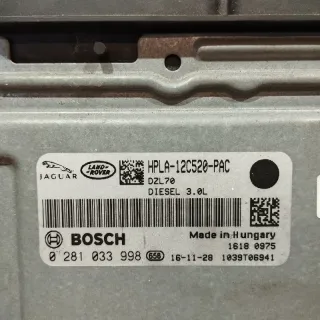 JAGUAR LAND-ROVER HPLA-12C520-PAC
DZL70
DIESEL 3.0L
BOSCH Made in Hungary
1618 0975
0 281 033 998 658 16-11-28 1039T06941